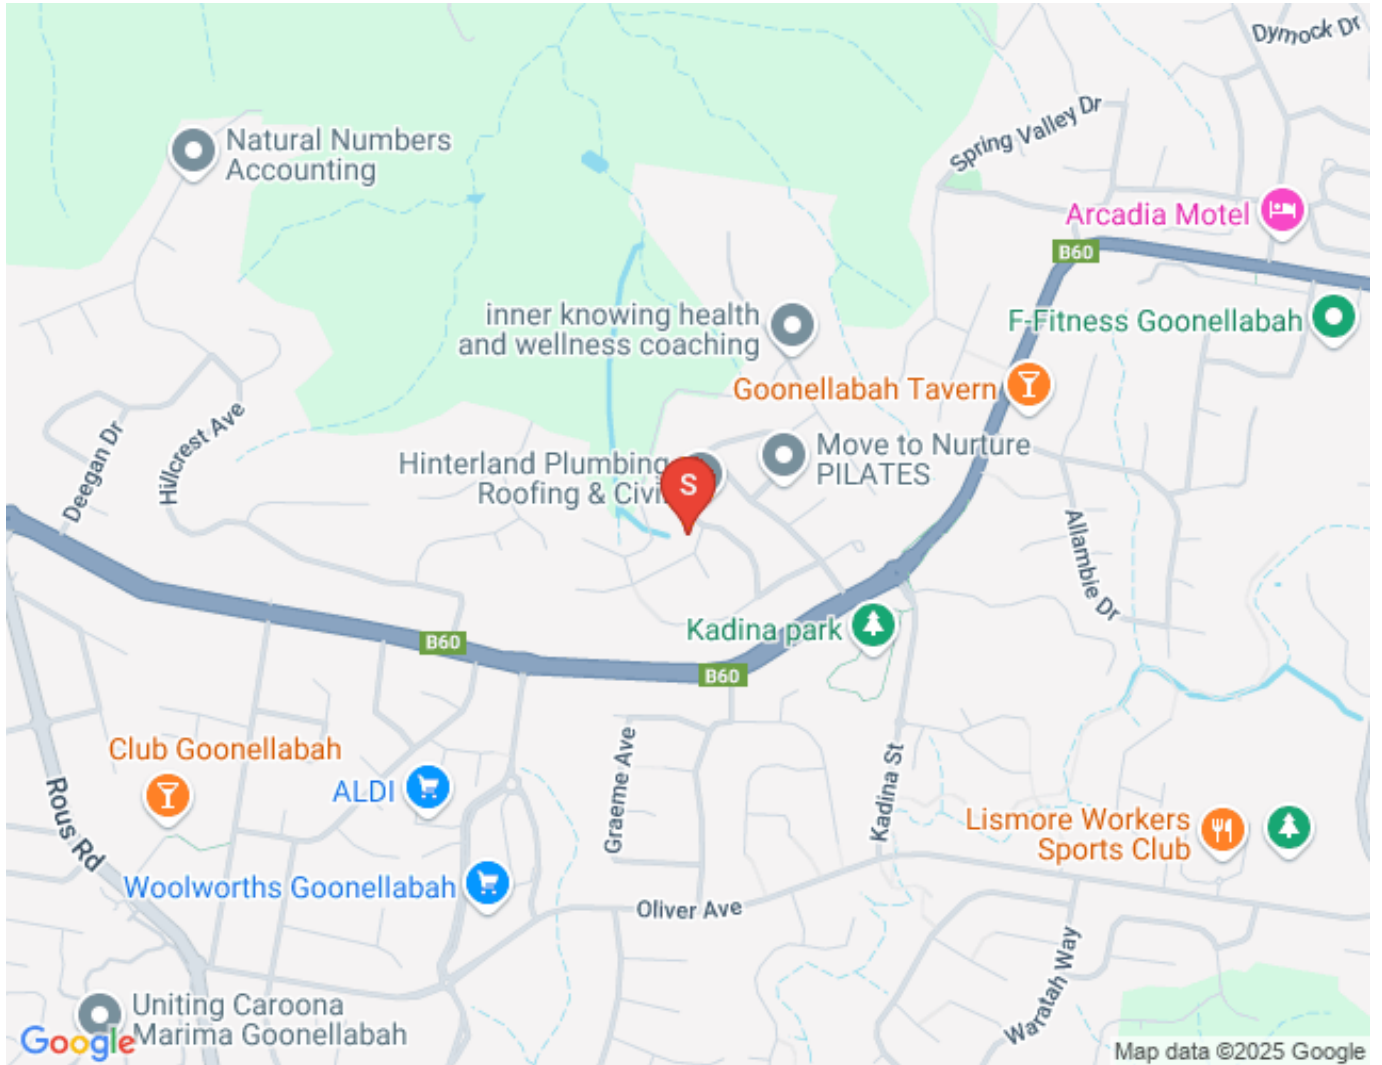 Dymock Dr
Spring Valley Dr
Natural Numbers
Accounting
Arcadia Motel
B60
inner knowing health
and wellness coaching
F-Fitness Goonellabah
Goonellabah Tavern
Move to Nurture
PILATES
Hinterland Plumbing
Roofing & Civil
S
Deegan Dr
Hillcrest Ave
Allambie Dr
Kadina park
B60
B60
Club Goonellabah
ALDI
Graeme Ave
Kadina St
Rous Rd
Lismore Workers
Sports Club
Woolworths Goonellabah
Oliver Ave
Waratah Way
Uniting Caroona
Marima Goonellabah
Google
Map data ©2025 Google